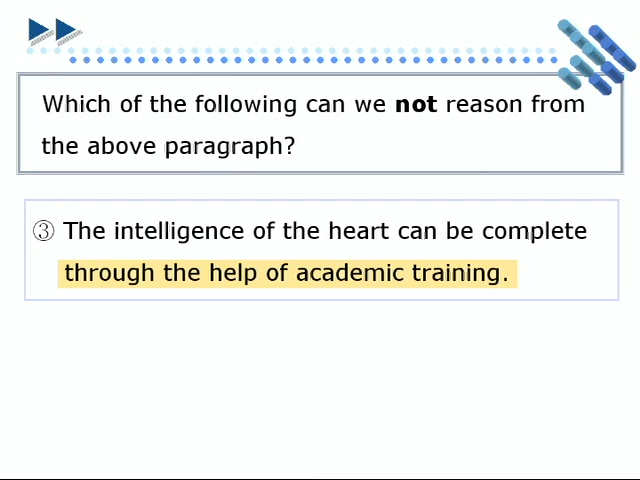 Which of the following can we not reason from
the above paragraph?
③ The intelligence of the heart can be complete
through the help of academic training.